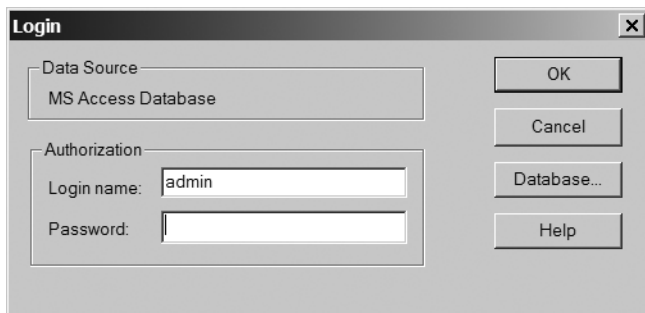 Login
Data Source
MS Access Database
Authorization
Login name: admin
Password:
OK
Cancel
Database...
Help